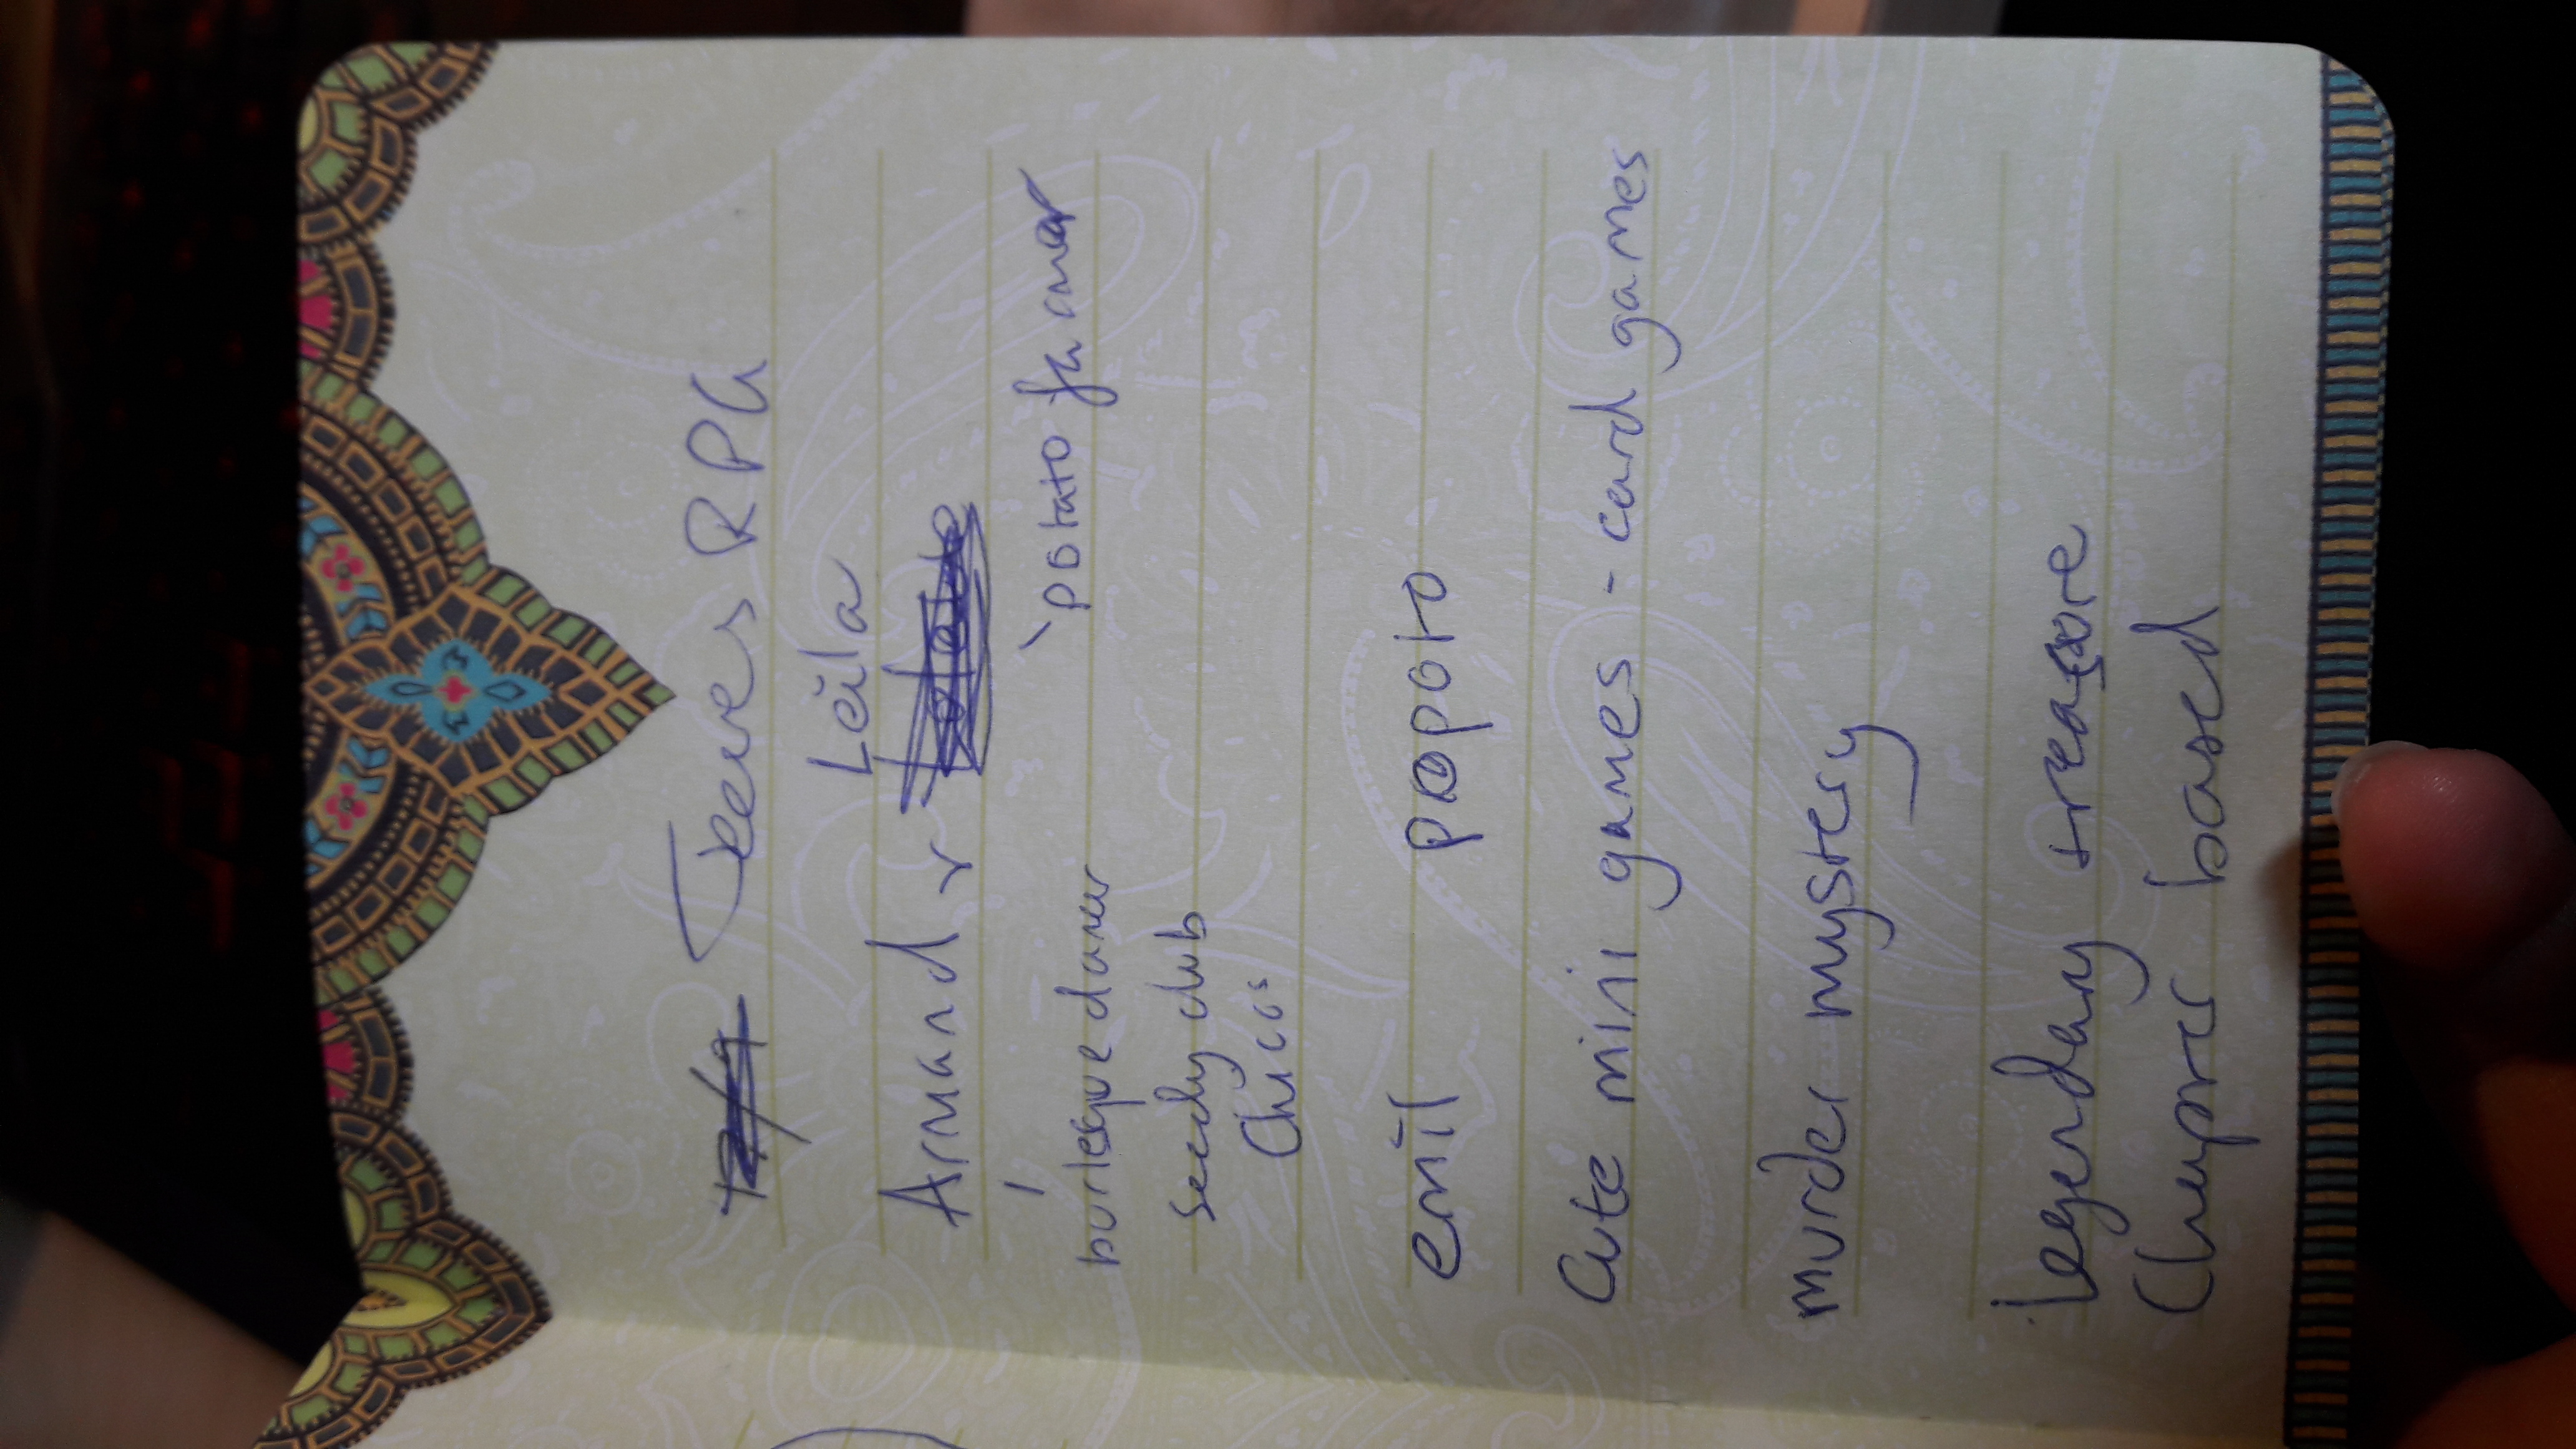 Jeeves RPG
Leila
Armand r
potato farmer
burlesque dancer
seedy club
Chicos
emil popoto
Cute mini games - card games
murder mystery
legendary treasure
Chapter based